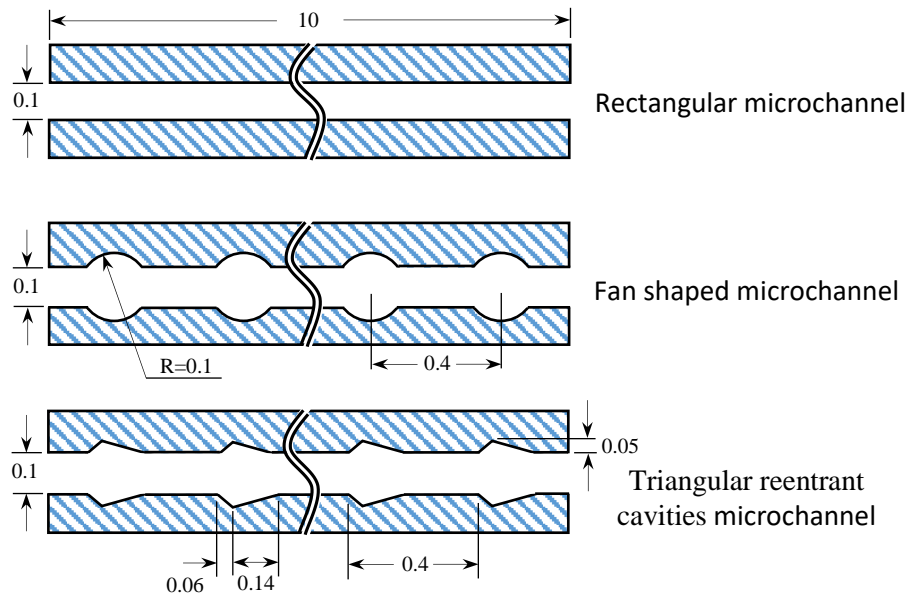 10
0.1
Rectangular microchannel
0.1
Fan shaped microchannel
R=0.1
0.4
0.05
0.1
Triangular reentrant
cavities microchannel
0.06
0.14
0.4